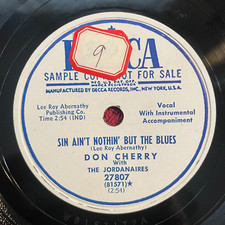 9
SAMPLE COPY NOT FOR SALE
MANUFACTURED BY DECCA RECORDS, INC., NEW YORK, U.S.A.
Lee Roy Abernathy
Publishing Co.
Time: 2:54 (IND)
Vocal
With Instrumental
Accompaniment
SIN AIN'T NOTHIN' BUT THE BLUES
(Lee Roy Abernathy)
DON CHERRY
With
THE JORDANAIRES
27807
(81571)★
(2:54)